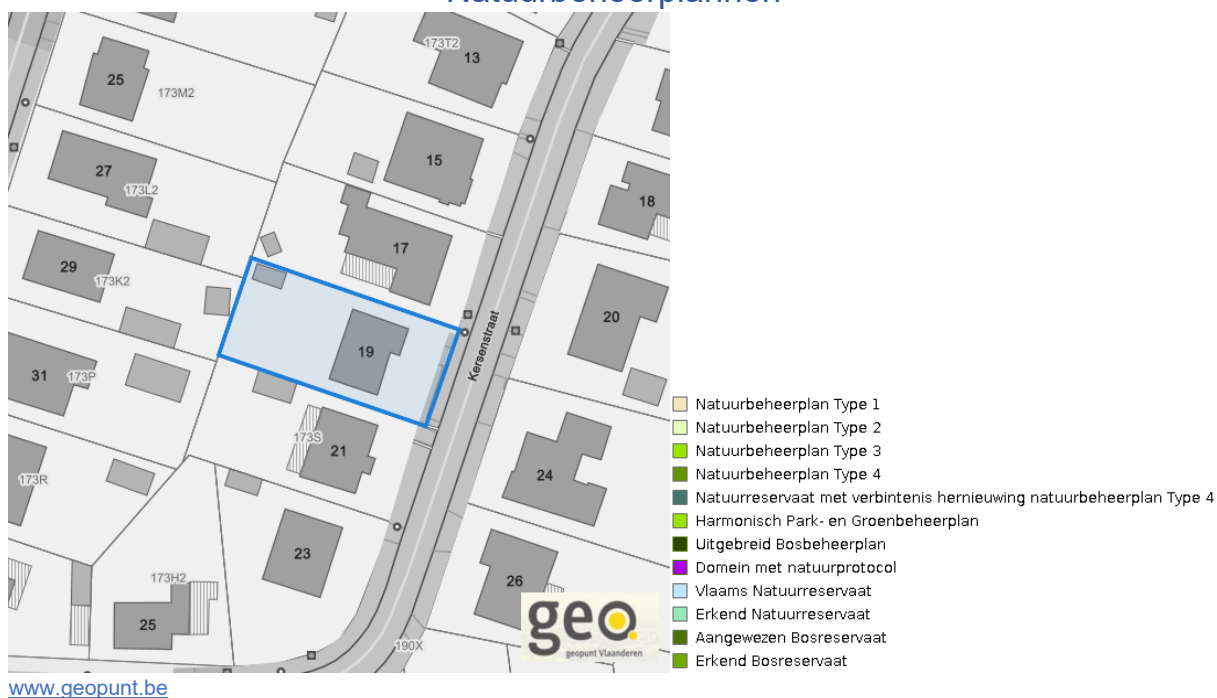 Natuurbeheerplannen
173T2
13
25
173M2
15
27
173L2
18
17
29
173K2
20
19
Kersenstraat
31
173P
173S
21
24
173R
23
173H2
26
25
190X
geo
geopunt Vlaanderen
Natuurbeheerplan Type 1
Natuurbeheerplan Type 2
Natuurbeheerplan Type 3
Natuurbeheerplan Type 4
Natuurreservaat met verbintenis hernieuwing natuurbeheerplan Type 4
Harmonisch Park- en Groenbeheerplan
Uitgebreid Bosbeheerplan
Domein met natuurprotocol
Vlaams Natuurreservaat
Erkend Natuurreservaat
Aangewezen Bosreservaat
Erkend Bosreservaat
www.geopunt.be